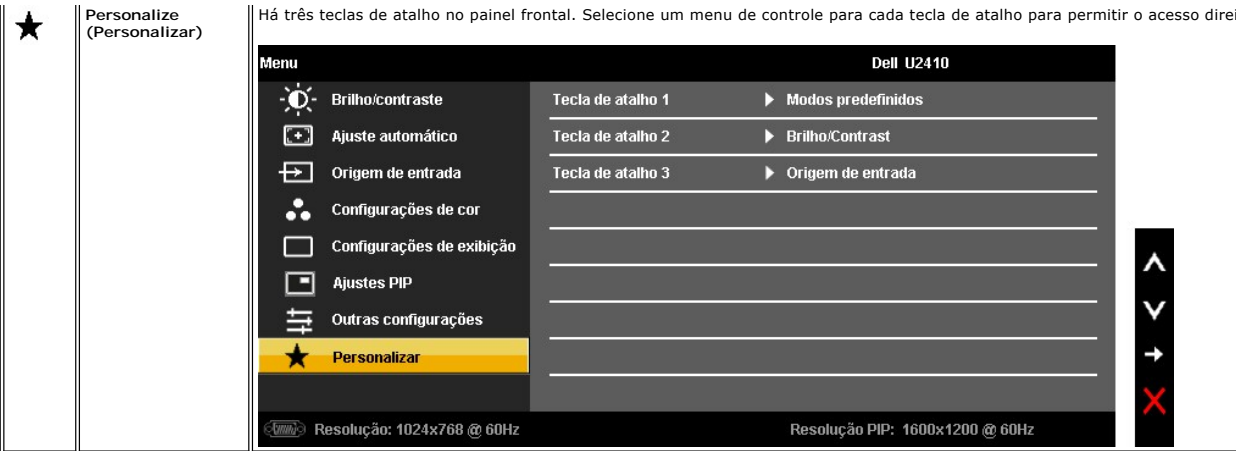 Personalize
(Personalizar)
Há três teclas de atalho no painel frontal. Selecione um menu de controle para cada tecla de atalho para permitir o acesso
Menu
Dell U2410
Brilho/contraste
Tecla de atalho 1
Modos predefinidos
Ajuste automático
Tecla de atalho 2
Brilho/Contrast
Origem de entrada
Tecla de atalho 3
Origem de entrada
Configurações de cor
Configurações de exibição
Ajustes PIP
Outras configurações
Personalizar
Resolução: 1024x768 @ 60Hz
Resolução PIP: 1600x1200 @ 60Hz